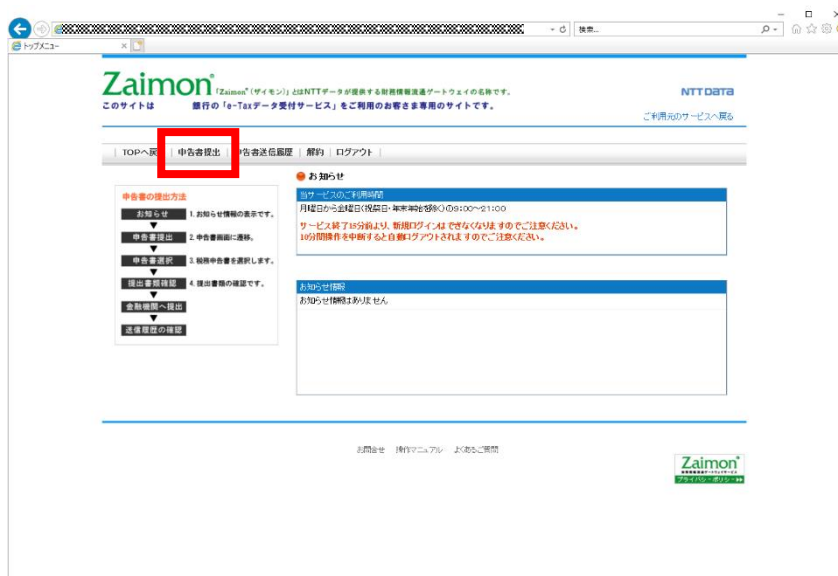 検索...
トップメニュー
Zaimon®(Zaimon®(ザイモン)」とはNTTデータが提供する財務情報流通ゲートウェイの名称です。
このサイトは 銀行の「e-Taxデータ受付サービス」をご利用のお客さま専用のサイトです。
NTT DATA
ご利用元のサービスへ戻る
TOPへ戻 | 申告書提出 | 申告書送信履歴 | 解約 | ログアウト |
お知らせ
申告書の提出方法
お知らせ 1.お知らせ情報の表示です。
申告書提出 2.申告書画面に遷移。
申告書選択 3.税務申告書を選択します。
提出書類確認 4.提出書類の確認です。
金融機関へ提出
送信履歴の確認
当サービスのご利用時間
月曜日から金曜日(祝祭日・年末年始を除く)の9:00～21:00
サービス終了15分前より、新規ログインはできなくなりますのでご注意ください。
10分間操作を中断すると自動ログアウトされますのでご注意ください。
お知らせ情報
お知らせ情報はありません
お問合せ 操作マニュアル よくあるご質問
Zaimon®
プライバシーポリシー